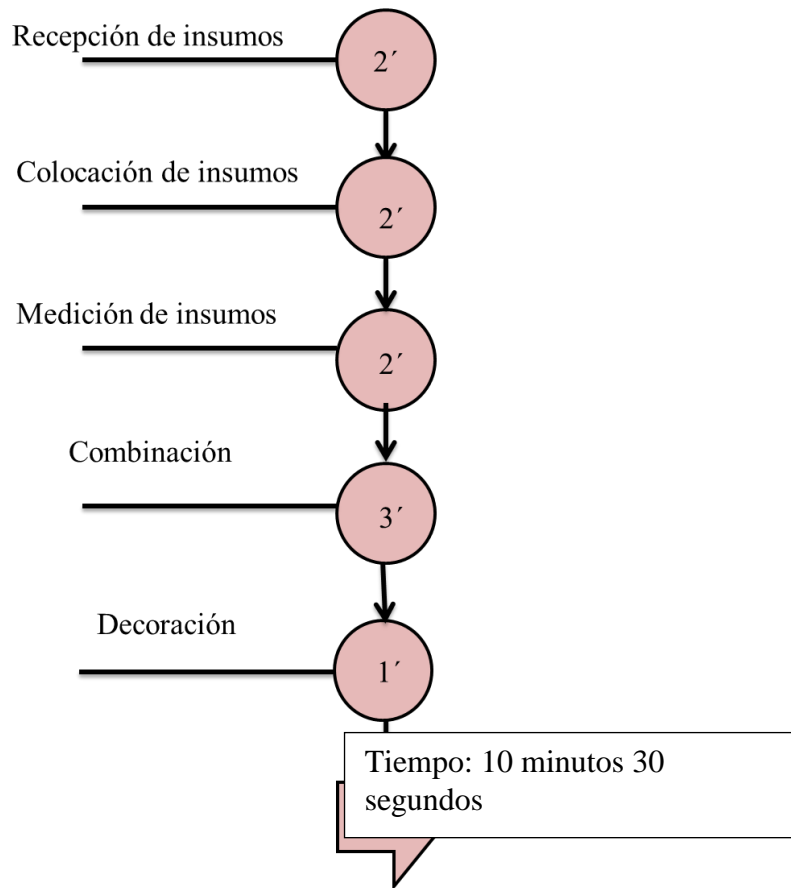 Recepción de insumos
2´
Colocación de insumos
2´
Medición de insumos
2´
Combinación
3´
Decoración
1´
Tiempo: 10 minutos 30
segundos